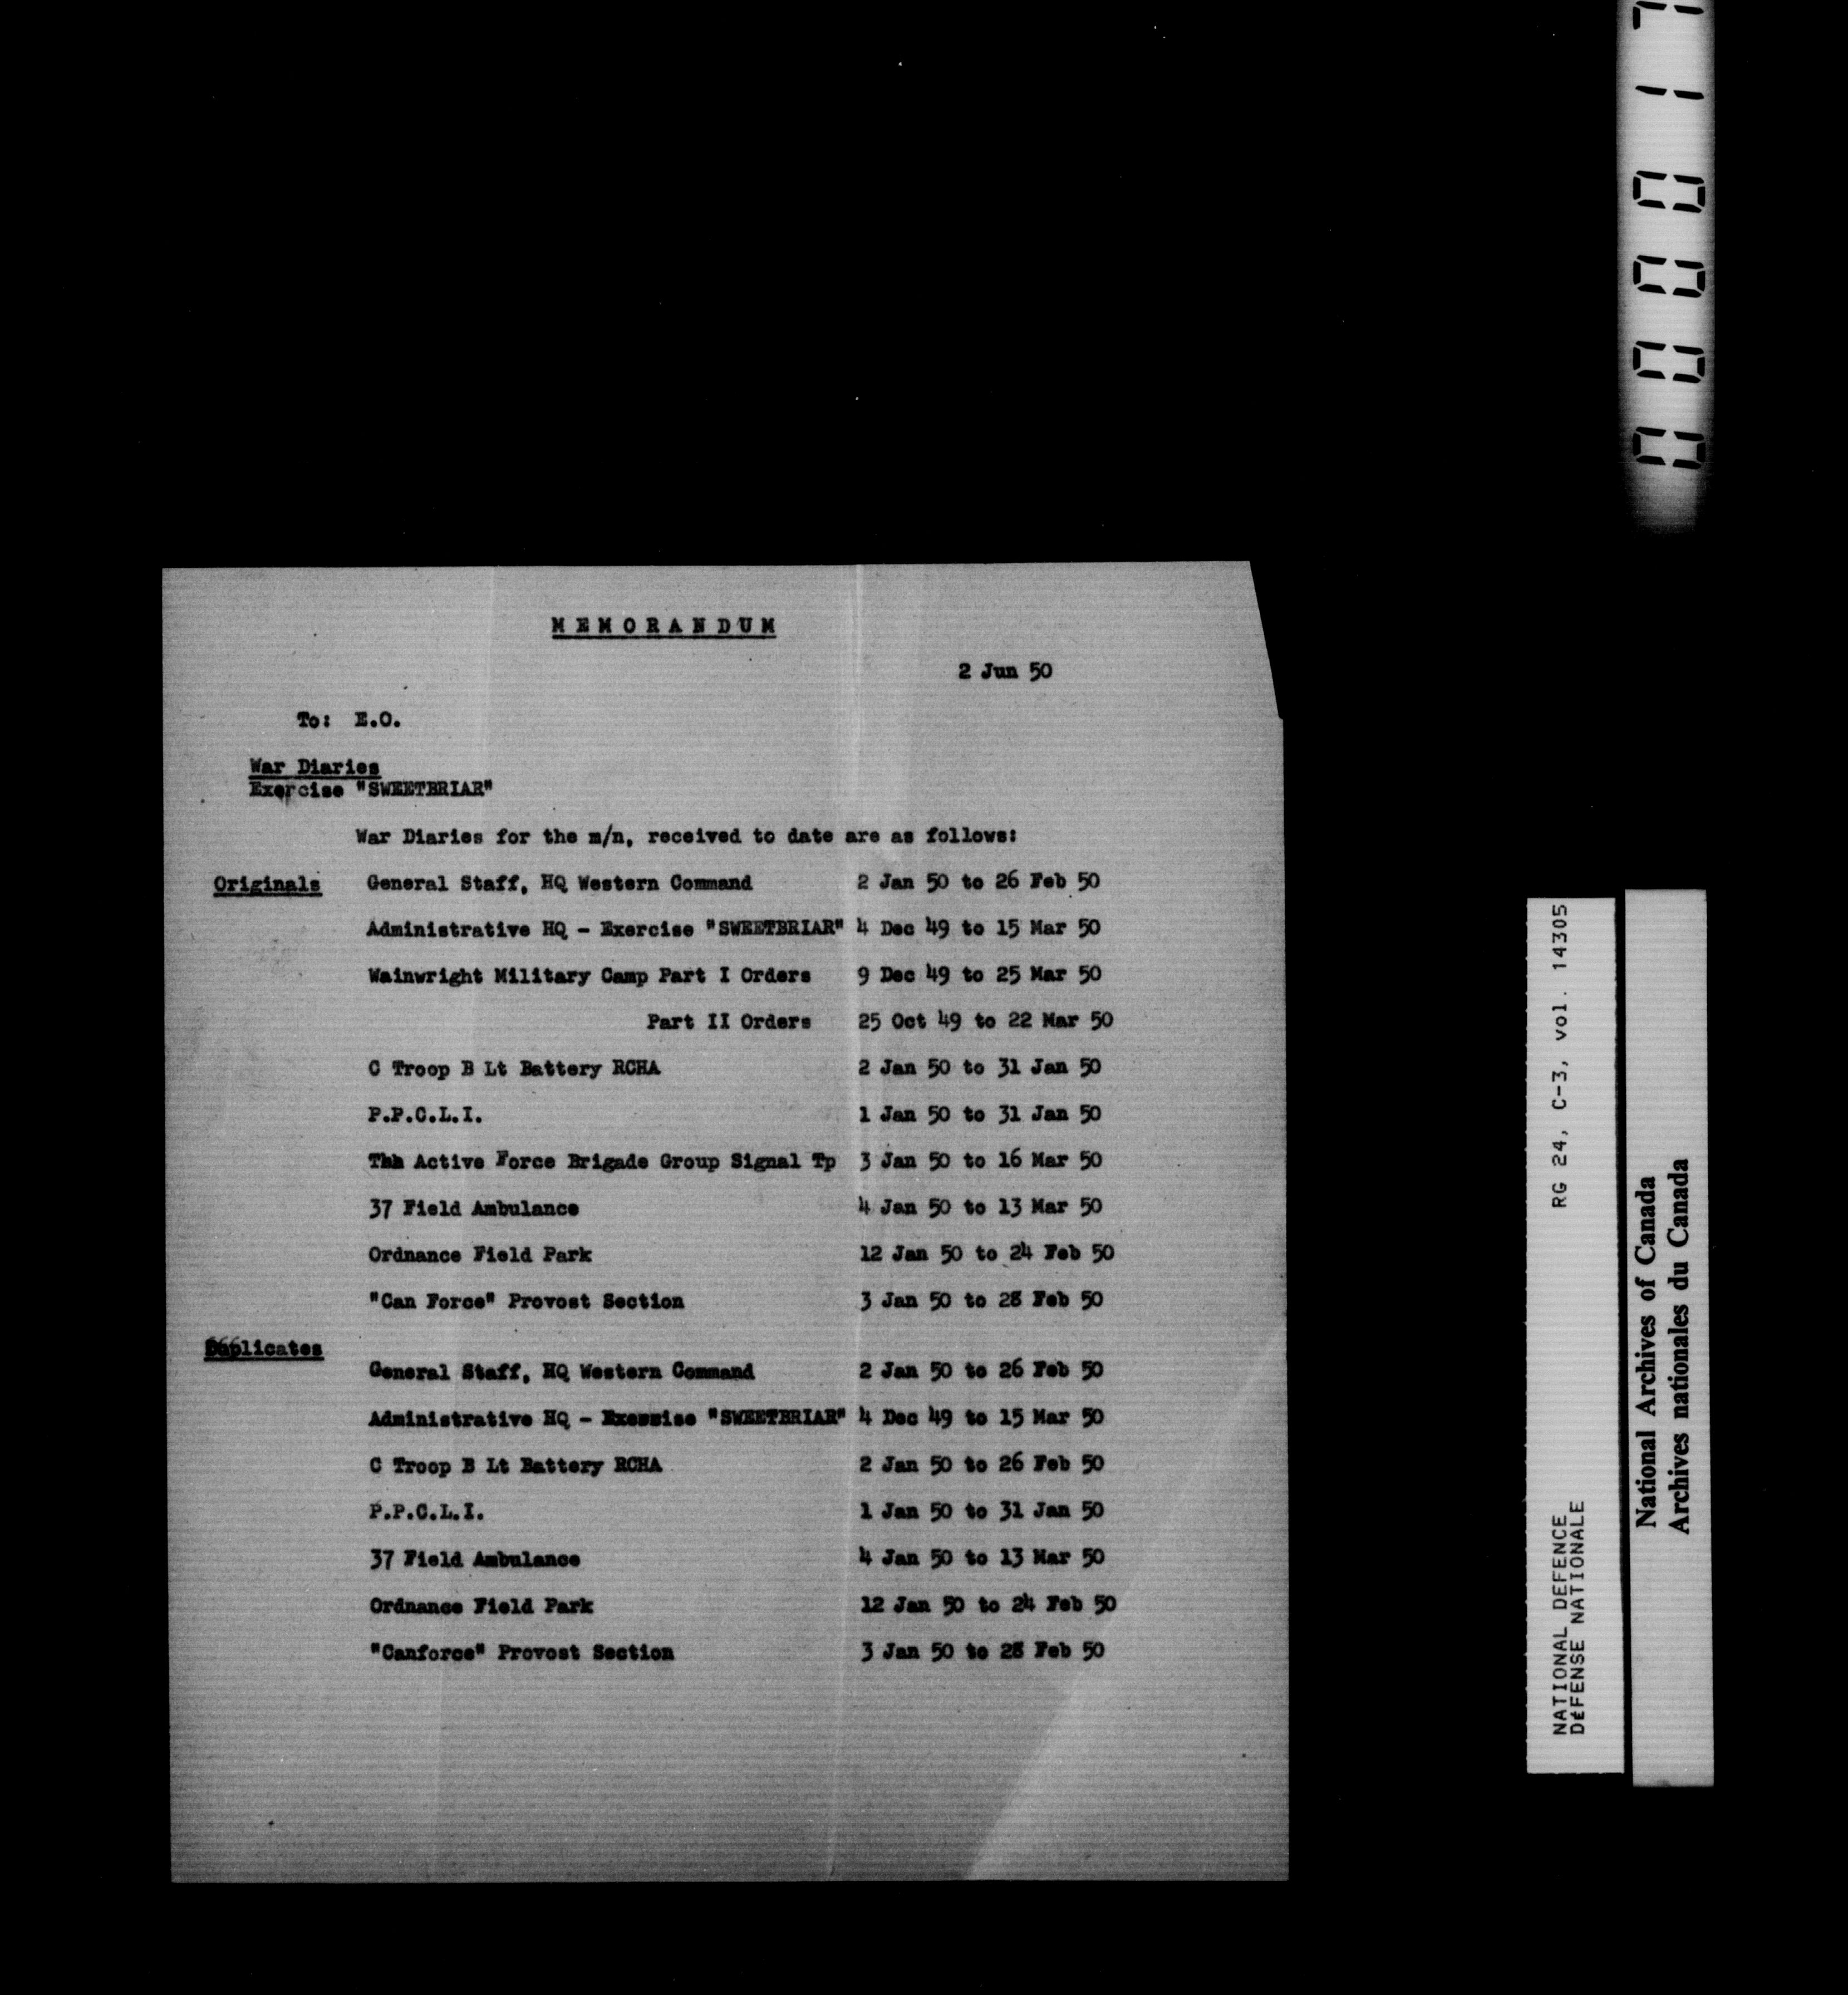 M E M O R A N D U M
2 Jun 50
To: E.O.
War Diaries
Exercise "SWEETBRIAR"
War Diaries for the m/n, received to date are as follows:
Originals General Staff, HQ Western Command 2 Jan 50 to 26 Feb 50
Administrative HQ - Exercise "SWEETBRIAR" 4 Dec 49 to 15 Mar 50
Wainwright Military Camp Part I Orders 9 Dec 49 to 25 Mar 50
Part II Orders 25 Oct 49 to 22 Mar 50
C Troop B Lt Battery RCHA 2 Jan 50 to 31 Jan 50
P.P.C.L.I. 1 Jan 50 to 31 Jan 50
Active Force Brigade Group Signal Tp 3 Jan 50 to 16 Mar 50
37 Field Ambulance 4 Jan 50 to 13 Mar 50
Ordnance Field Park 12 Jan 50 to 24 Feb 50
"Can Force" Provost Section 3 Jan 50 to 28 Feb 50
Duplicates
General Staff, HQ Western Command 2 Jan 50 to 26 Feb 50
Administrative HQ - Exercise "SWEETBRIAR" 4 Dec 49 to 15 Mar 50
C Troop B Lt Battery RCHA 2 Jan 50 to 26 Feb 50
P.P.C.L.I. 1 Jan 50 to 31 Jan 50
37 Field Ambulance 4 Jan 50 to 13 Mar 50
Ordnance Field Park 12 Jan 50 to 24 Feb 50
"Canforce" Provost Section 3 Jan 50 to 28 Feb 50
NATIONAL DEFENCE RG 24, C-3, vol. 14305
DÉFENSE NATIONALE
National Archives of Canada
Archives nationales du Canada